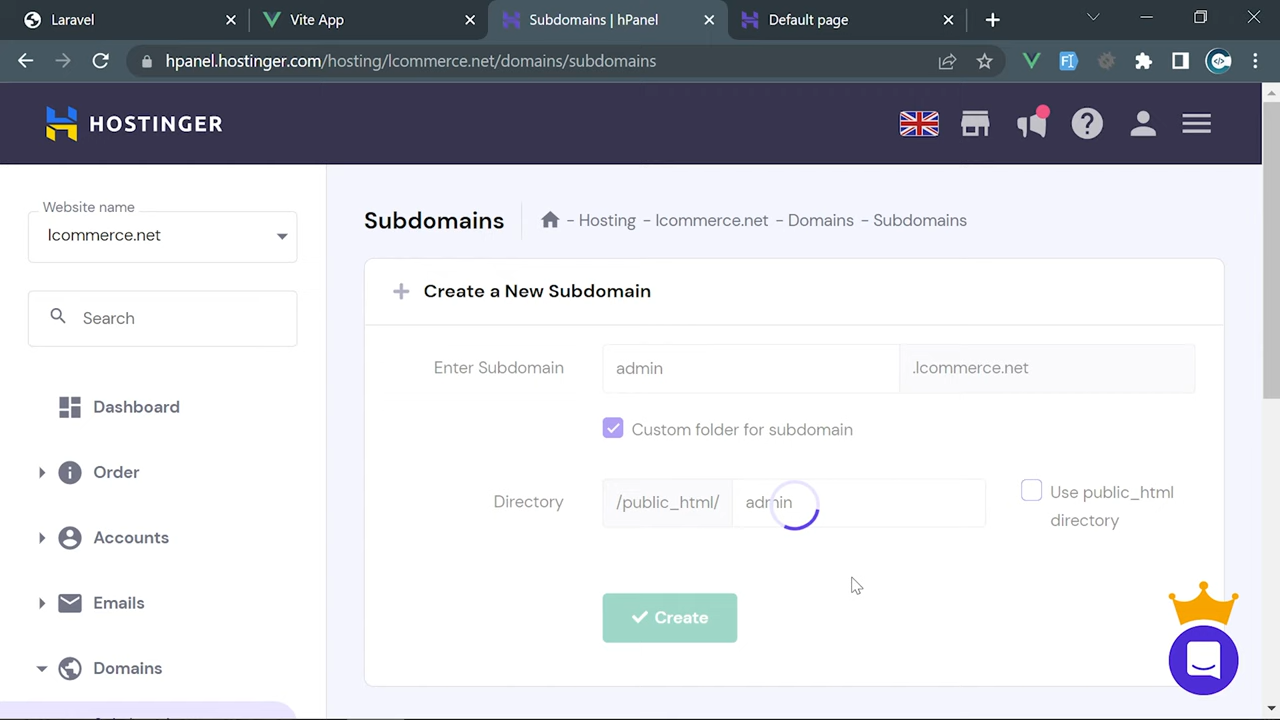 Laravel
Vite App
Subdomains | hPanel
Default page
hpanel.hostinger.com/hosting/lcommerce.net/domains/subdomains
HOSTINGER
Website name
lcommerce.net
Search
Dashboard
Order
Accounts
Emails
Domains
Subdomains
- Hosting - lcommerce.net - Domains - Subdomains
Create a New Subdomain
Enter Subdomain
admin
.lcommerce.net
Custom folder for subdomain
Directory
/public_html/
admin
Use public_html
directory
Create